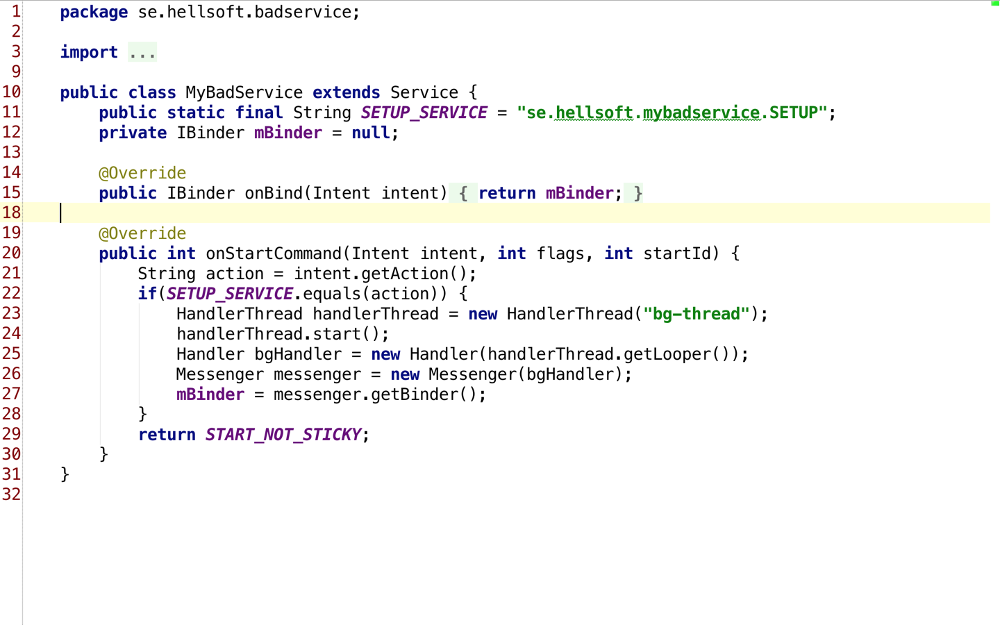 1 package se.hellsoft.badservice;
2
3 import ...
9
10 public class MyBadService extends Service {
11 public static final String SETUP_SERVICE = "se.hellsoft.mybadservice.SETUP";
12 private IBinder mBinder = null;
13
14 @Override
15 public IBinder onBind(Intent intent) { return mBinder; }
18
19 @Override
20 public int onStartCommand(Intent intent, int flags, int startId) {
21 String action = intent.getAction();
22 if(SETUP_SERVICE.equals(action)) {
23 HandlerThread handlerThread = new HandlerThread("bg-thread");
24 handlerThread.start();
25 Handler bgHandler = new Handler(handlerThread.getLooper());
26 Messenger messenger = new Messenger(bgHandler);
27 mBinder = messenger.getBinder();
28 }
29 return START_NOT_STICKY;
30 }
31 }
32